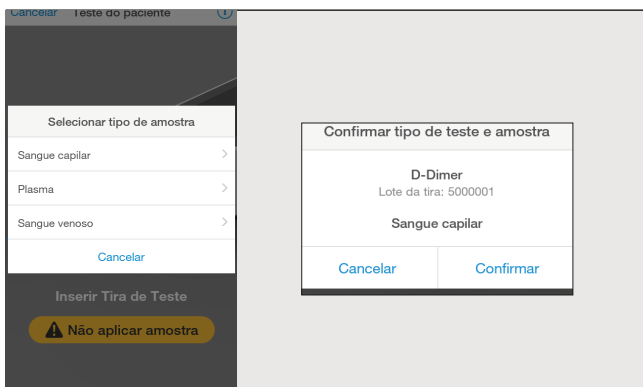 Cancelar Teste do paciente
Selecionar tipo de amostra
Sangue capilar
Plasma
Sangue venoso
Cancelar
Inserir Tira de Teste
Não aplicar amostra
Confirmar tipo de teste e amostra
D-Dimer
Lote da tira: 5000001
Sangue capilar
Cancelar Confirmar